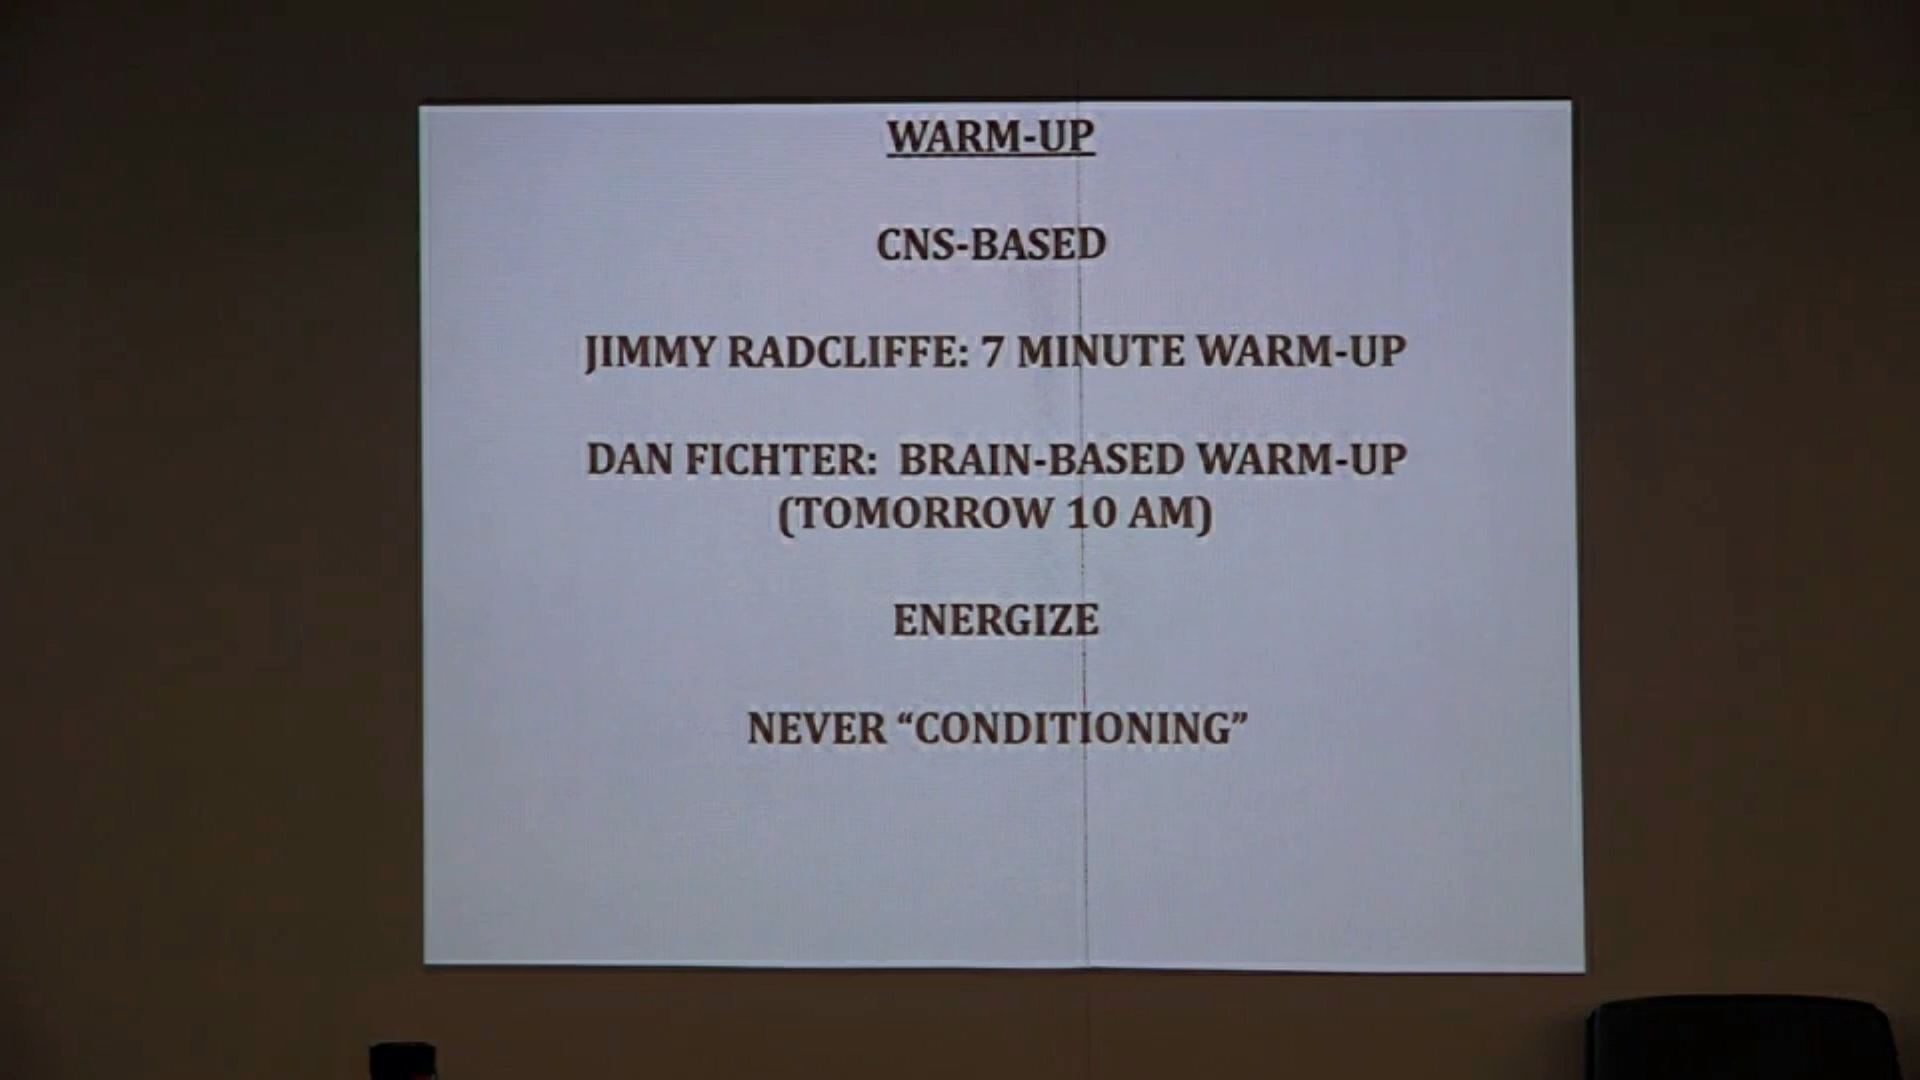 WARM-UP
CNS-BASED
JIMMY RADCLIFFE: 7 MINUTE WARM-UP
DAN FICHTER:  BRAIN-BASED WARM-UP
(TOMORROW 10 AM)
ENERGIZE
NEVER “CONDITIONING”